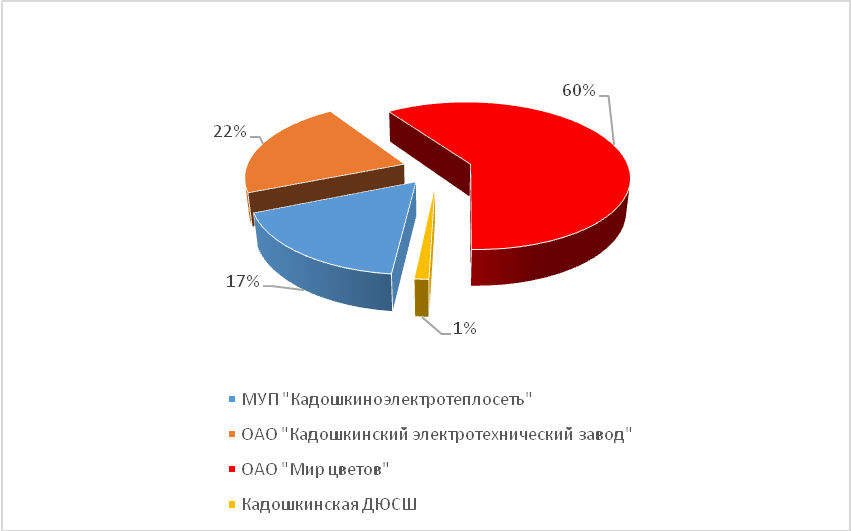 60%
22%
17%
1%
МУП "Кадошкиноэлектротеплосеть"
ОАО "Кадошкинский электротехнический завод"
ОАО "Мир цветов"
Кадошкинская ДЮСШ